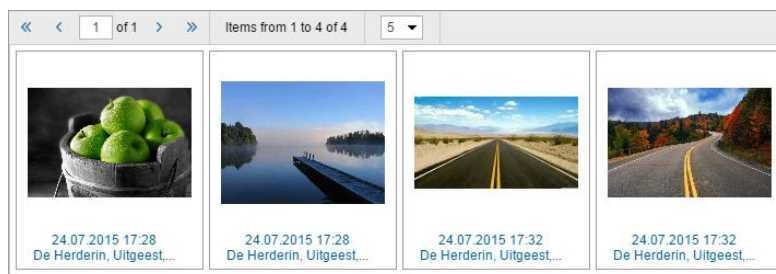 « < 1 of 1 > » Items from 1 to 4 of 4 5
24.07.2015 17:28
De Herderin, Uitgeest,...
24.07.2015 17:28
De Herderin, Uitgeest,...
24.07.2015 17:32
De Herderin, Uitgeest,...
24.07.2015 17:32
De Herderin, Uitgeest,...